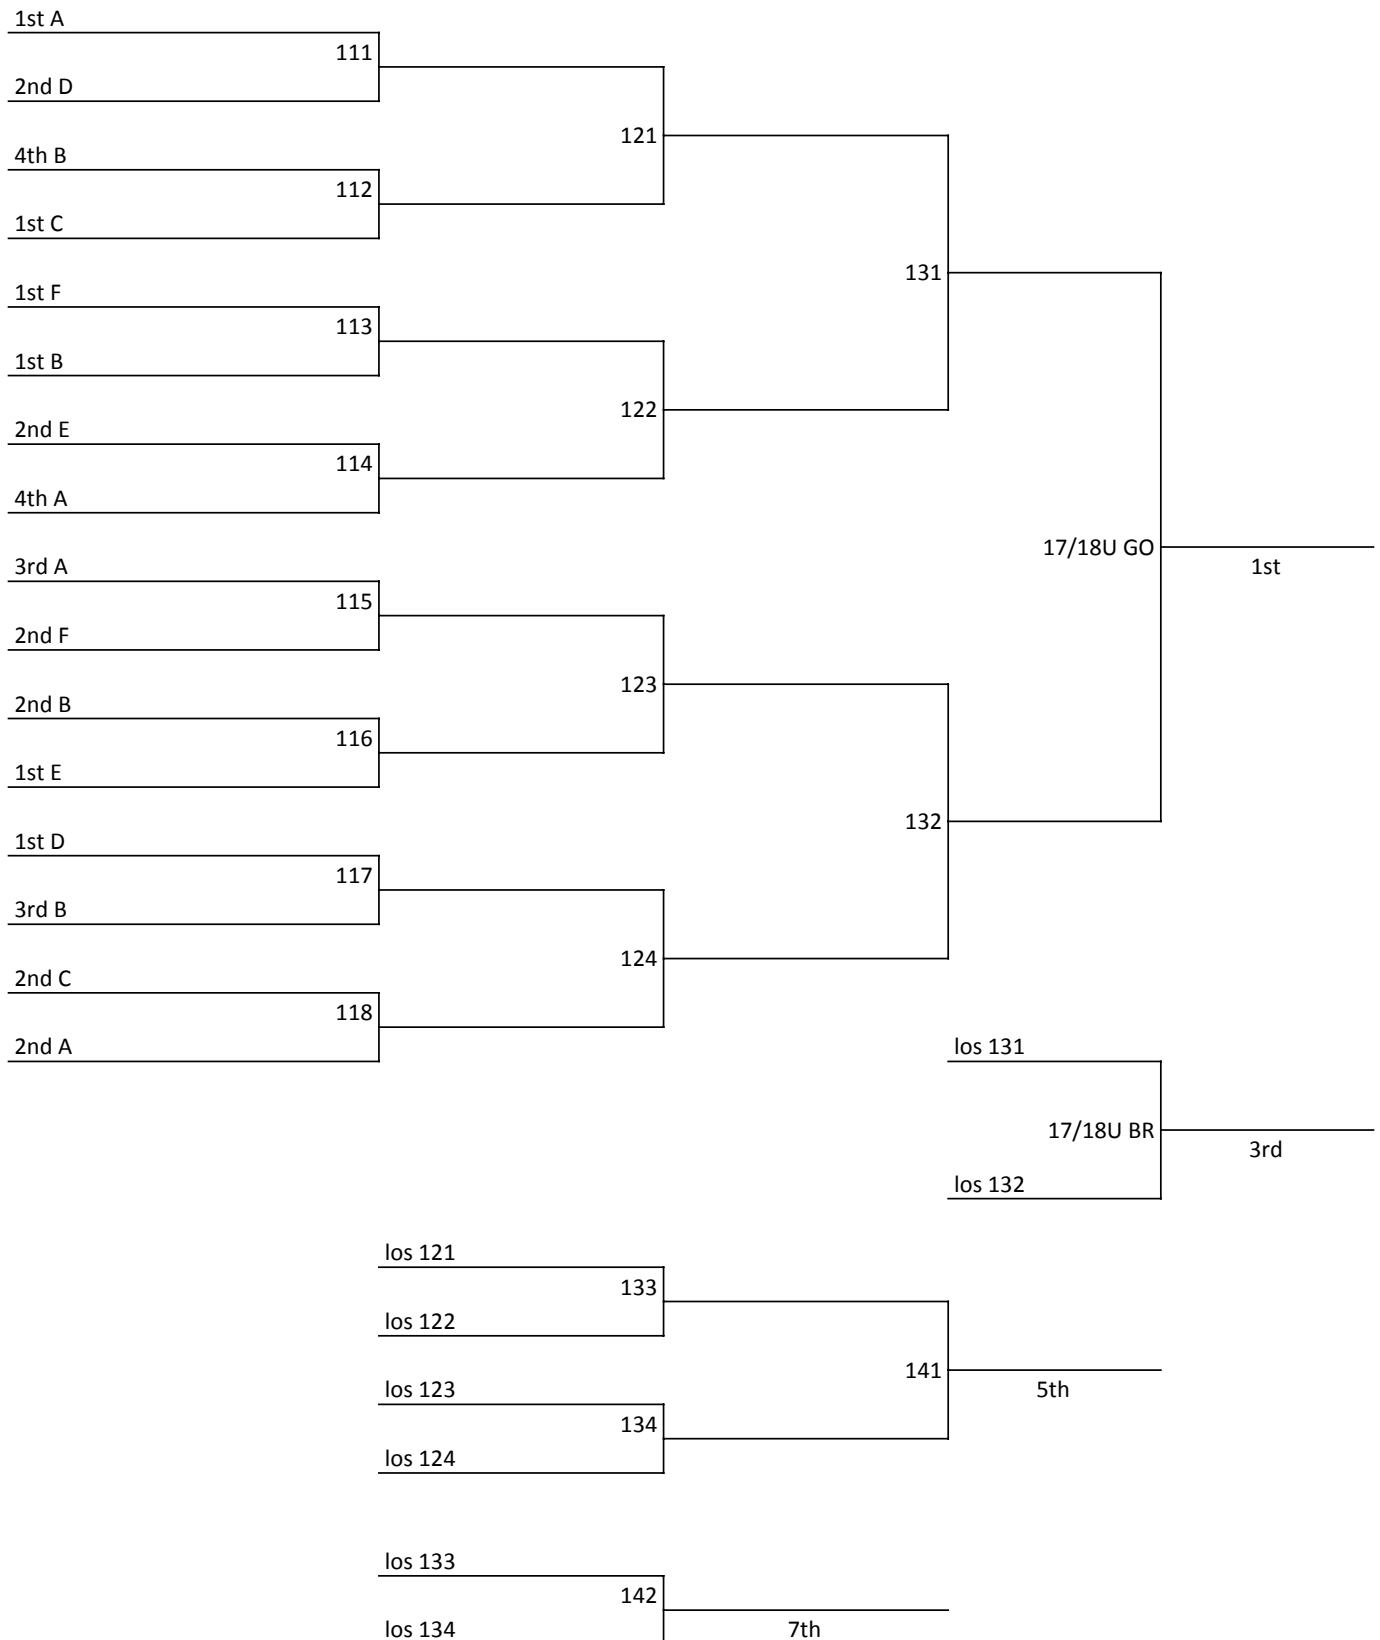 1st A
111
2nd D
121
4th B
112
1st C
131
1st F
113
1st B
122
2nd E
114
4th A
17/18U GO
1st
3rd A
115
2nd F
123
2nd B
116
1st E
132
1st D
117
3rd B
124
2nd C
118
2nd A
los 131
17/18U BR
3rd
los 132
los 121
133
los 122
141
5th
los 123
134
los 124
los 133
142
los 134
7th